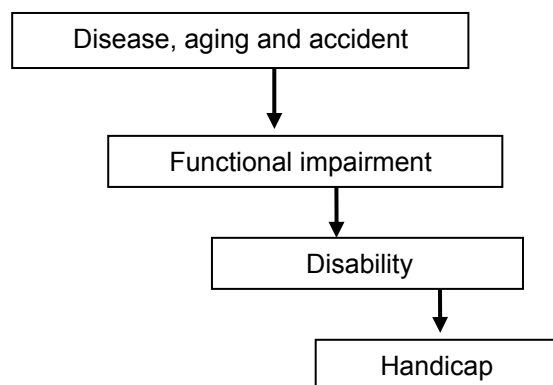 Disease, aging and accident
Functional impairment
Disability
Handicap